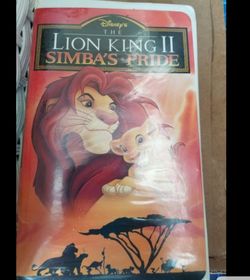 Disney's
THE
LION KING II
SIMBA'S PRIDE